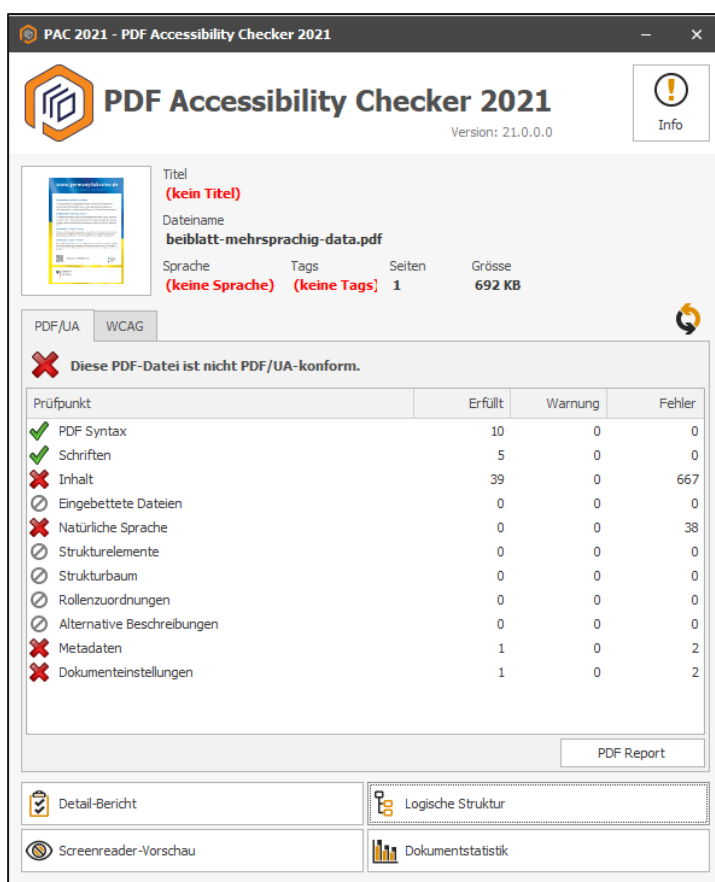 PAC 2021 - PDF Accessibility Checker 2021
PDF Accessibility Checker 2021
Version: 21.0.0.0
Info
www.germany4ukraine.de
Titel
(kein Titel)
Dateiname
beiblatt-mehrsprachig-data.pdf
Sprache Tags Seiten Grösse
(keine Sprache) (keine Tags) 1 692 KB
PDF/UA WCAG
Diese PDF-Datei ist nicht PDF/UA-konform.
Prüfpunkt Erfüllt Warnung Fehler
PDF Syntax 10 0 0
Schriften 5 0 0
Inhalt 39 0 667
Eingebettete Dateien 0 0 0
Natürliche Sprache 0 0 38
Strukturelemente 0 0 0
Strukturbaum 0 0 0
Rollenzuordnungen 0 0 0
Alternative Beschreibungen 0 0 0
Metadaten 1 0 2
Dokumenteinstellungen 1 0 2
PDF Report
Detail-Bericht Logische Struktur
Screenreader-Vorschau Dokumentstatistik